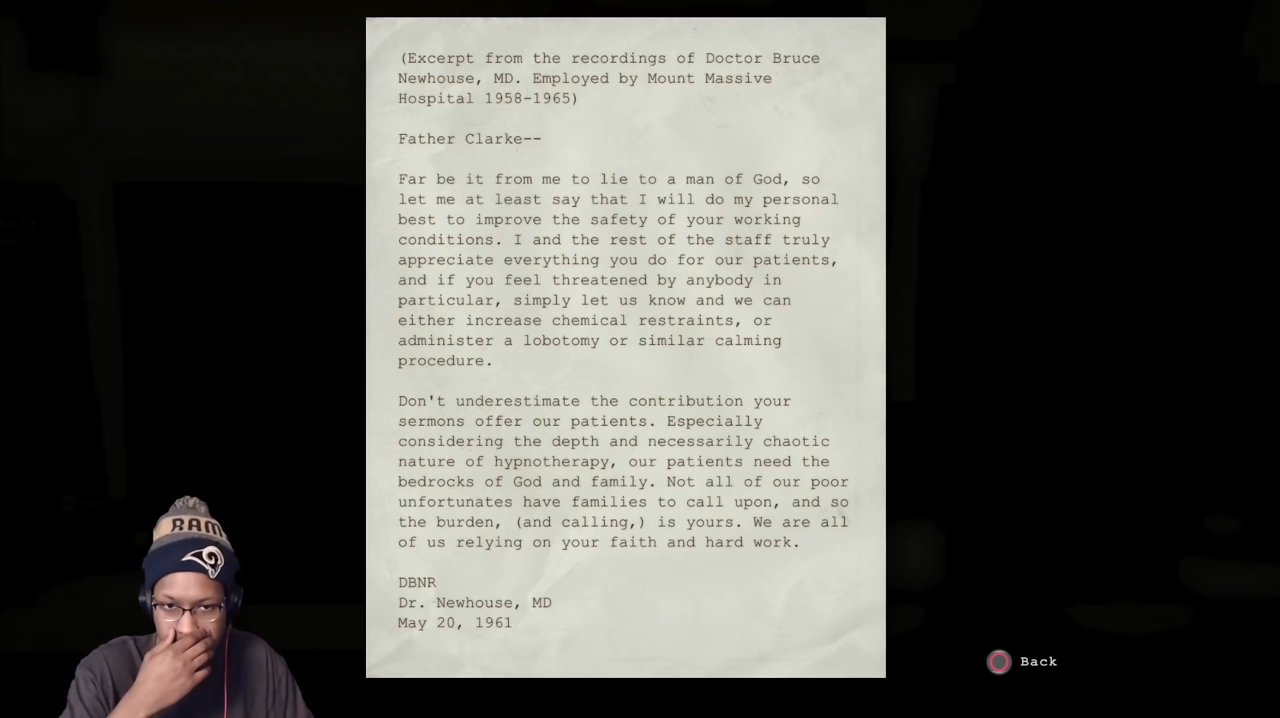 (Excerpt from the recordings of Doctor Bruce
Newhouse, MD. Employed by Mount Massive
Hospital 1958-1965)
Father Clarke--
Far be it from me to lie to a man of God, so
let me at least say that I will do my personal
best to improve the safety of your working
conditions. I and the rest of the staff truly
appreciate everything you do for our patients,
and if you feel threatened by anybody in
particular, simply let us know and we can
either increase chemical restraints, or
administer a lobotomy or similar calming
procedure.
Don't underestimate the contribution your
sermons offer our patients. Especially
considering the depth and necessarily chaotic
nature of hypnotherapy, our patients need the
bedrocks of God and family. Not all of our poor
unfortunates have families to call upon, and so
the burden, (and calling,) is yours. We are all
of us relying on your faith and hard work.
DBNR
Dr. Newhouse, MD
May 20, 1961
RAM
Back